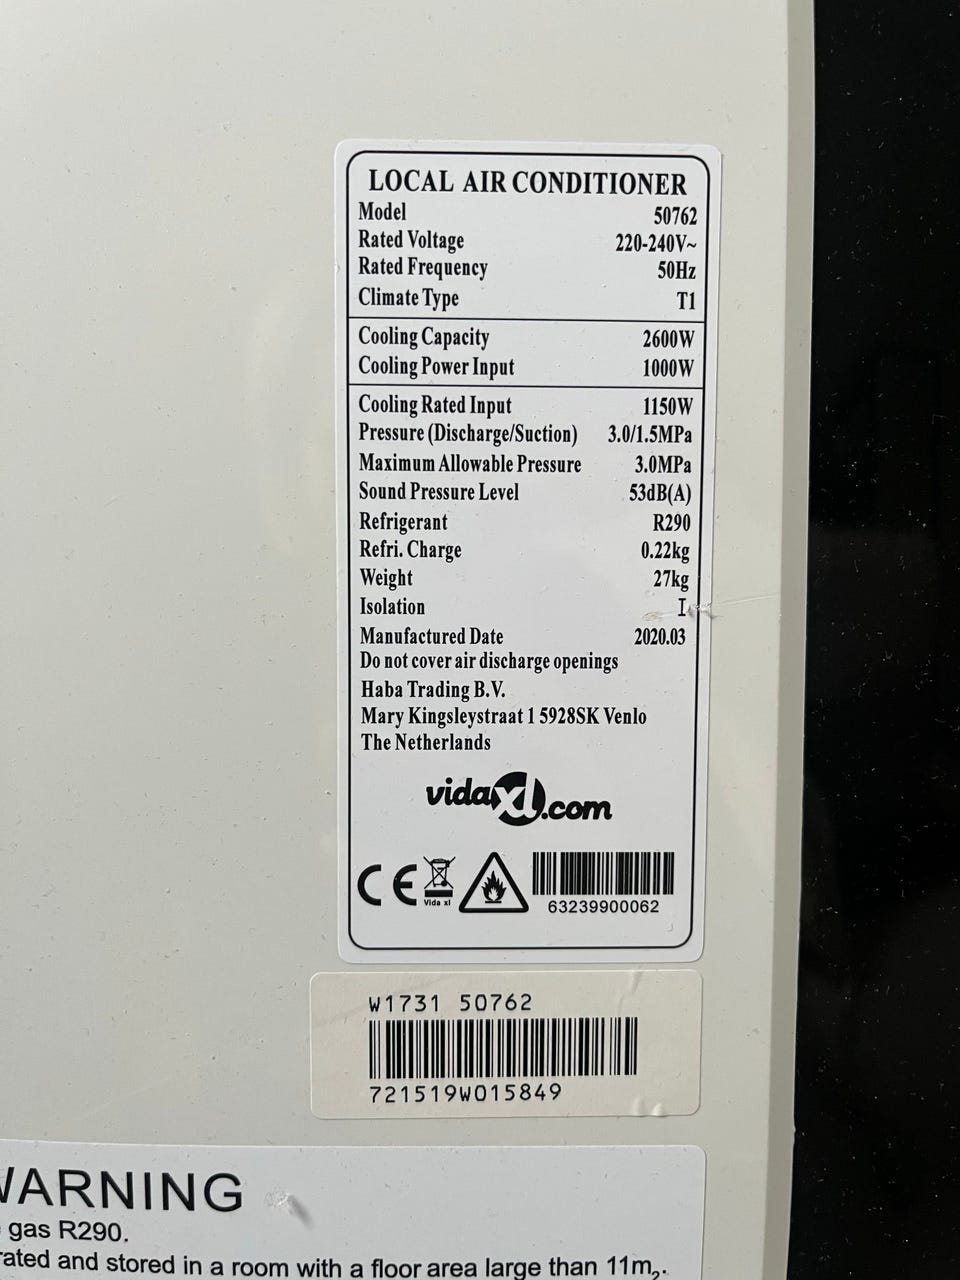 LOCAL AIR CONDITIONER
Model 50762
Rated Voltage 220-240V~
Rated Frequency 50Hz
Climate Type T1
Cooling Capacity 2600W
Cooling Power Input 1000W
Cooling Rated Input 1150W
Pressure (Discharge/Suction) 3.0/1.5MPa
Maximum Allowable Pressure 3.0MPa
Sound Pressure Level 53dB(A)
Refrigerant R290
Refri. Charge 0.22kg
Weight 27kg
Isolation I
Manufactured Date 2020.03
Do not cover air discharge openings
Haba Trading B.V.
Mary Kingsleystraat 1 5928SK Venlo
The Netherlands
vidaxl.com
CE
Vida xl
63239900062
W1731 50762
721519W015849
WARNING
gas R290.
rated and stored in a room with a floor area large than 11m2.